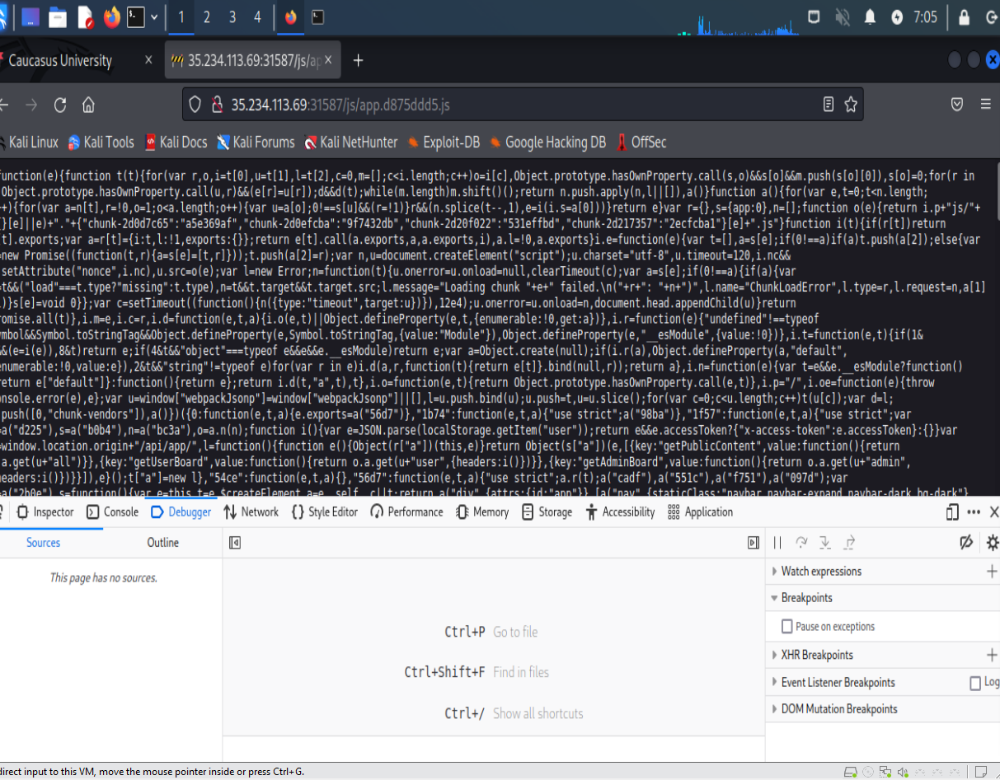 1 2 3 4 7:05
Caucasus University × 35.234.113.69:31587/js/ap × +
35.234.113.69:31587/js/app.d875ddd5.js
Kali Linux Kali Tools Kali Docs Kali Forums Kali NetHunter Exploit-DB Google Hacking DB OffSec
function(e){function t(t){for(var r,o,i=t[0],u=t[1],l=t[2],c=0,m=[];c<i.length;c++)o=i[c],Object.prototype.hasOwnProperty.call(s,o)&&s[o]&&m.push(s[o][0]),s[o]=0;for(r in
Object.prototype.hasOwnProperty.call(u,r)&&(e[r]=u[r]);d&&d(t);while(m.length)m.shift()();return n.push.apply(n,l||[]),a()}function a(){for(var e,t=0;t<n.length;
++){for(var a=n[t],r=!0,o=1;o<a.length;o++){var u=a[o];0!==s[u]&&(r=!1)}r&&(n.splice(t--,1),e=i(i.s=a[0]))}return e}var r={},s={app:0},n=[];function o(e){return i.p+"js/"+
{}[e]||e)+"."+{"chunk-2d0d7c65":"a5e369af","chunk-2d0efcba":"9f7432db","chunk-2d20f022":"531effbd","chunk-2d217357":"2ecfcba1"}[e]+".js"}function i(t){if(r[t])return
[t].exports;var a=r[t]={i:t,l:!1,exports:{}};return e[t].call(a.exports,a,a.exports,i),a.l=!0,a.exports}i.e=function(e){var t=[],a=s[e];if(0!==a)if(a)t.push(a[2]);else{var
=new Promise((function(t,r){a=s[e]=[t,r]}));t.push(a[2]=r);var n,u=document.createElement("script");u.charset="utf-8",u.timeout=120,i.nc&&
.setAttribute("nonce",i.nc),u.src=o(e);var l=new Error;n=function(t){u.onerror=u.onload=null,clearTimeout(c);var a=s[e];if(0!==a){if(a){var
=t&&("load"===t.type?"missing":t.type),n=t&&t.target&&t.target.src;l.message="Loading chunk "+e+" failed.\n("+r+": "+n+")",l.name="ChunkLoadError",l.type=r,l.request=n,a[1]
l)}s[e]=void 0}};var c=setTimeout((function(){n({type:"timeout",target:u})}),12e4);u.onerror=u.onload=n,document.head.appendChild(u)}return
romise.all(t)},i.m=e,i.c=r,i.d=function(e,t,a){i.o(e,t)||Object.defineProperty(e,t,{enumerable:!0,get:a})},i.r=function(e){"undefined"!==typeof
ymbol&&Symbol.toStringTag&&Object.defineProperty(e,Symbol.toStringTag,{value:"Module"}),Object.defineProperty(e,"__esModule",{value:!0})},i.t=function(e,t){if(1&
&&(e=i(e)),8&t)return e;if(4&t&&"object"===typeof e&&e&&e.__esModule)return e;var a=Object.create(null);if(i.r(a),Object.defineProperty(a,"default",
enumerable:!0,value:e}),2&t&&"string"!=typeof e)for(var r in e)i.d(a,r,function(t){return e[t]}.bind(null,r));return a},i.n=function(e){var t=e&&e.__esModule?function()
return e["default"]}:function(){return e};return i.d(t,"a",t),t},i.o=function(e,t){return Object.prototype.hasOwnProperty.call(e,t)},i.p="/",i.oe=function(e){throw
onsole.error(e),e};var u=window["webpackJsonp"]=window["webpackJsonp"]||[],l=u.push.bind(u);u.push=t,u=u.slice();for(var c=0;c<u.length;c++)t(u[c]);var d=l;
.push([0,"chunk-vendors"]),a()})({0:function(e,t,a){e.exports=a("56d7")},"1b74":function(e,t,a){"use strict";a("98ba")},"1f57":function(e,t,a){"use strict";var
=a("d225"),s=a("b0b4"),n=a("bc3a"),o=a.n(n);function i(){var e=JSON.parse(localStorage.getItem("user"));return e&&e.accessToken?{"x-access-token":e.accessToken}:{}}var
=window.location.origin+"/api/app/",l=function(){function e(){Object(r["a"])(this,e)}return Object(s["a"])(e,[{key:"getPublicContent",value:function(){return
.a.get(u+"all")}},{key:"getUserBoard",value:function(){return o.a.get(u+"user",{headers:i()})}},{key:"getAdminBoard",value:function(){return o.a.get(u+"admin",
headers:i()})}}]),e}();t["a"]=new l},"54ce":function(e,t,a){},"56d7":function(e,t,a){"use strict";a.r(t);a("cadf"),a("551c"),a("f751"),a("097d");var
=a("2b0e"),s=function(){var e=this,t=e.$createElement,a=e._self._c||t;return a("div",{attrs:{id:"app"}},[a("nav",{staticClass:"navbar navbar-expand navbar-dark bg-dark"}
Inspector Console Debugger Network Style Editor Performance Memory Storage Accessibility Application
Sources Outline
This page has no sources.
Ctrl+P Go to file
Ctrl+Shift+F Find in files
Ctrl+/ Show all shortcuts
Watch expressions
Breakpoints
Pause on exceptions
XHR Breakpoints
Event Listener Breakpoints Log
DOM Mutation Breakpoints
direct input to this VM, move the mouse pointer inside or press Ctrl+G.